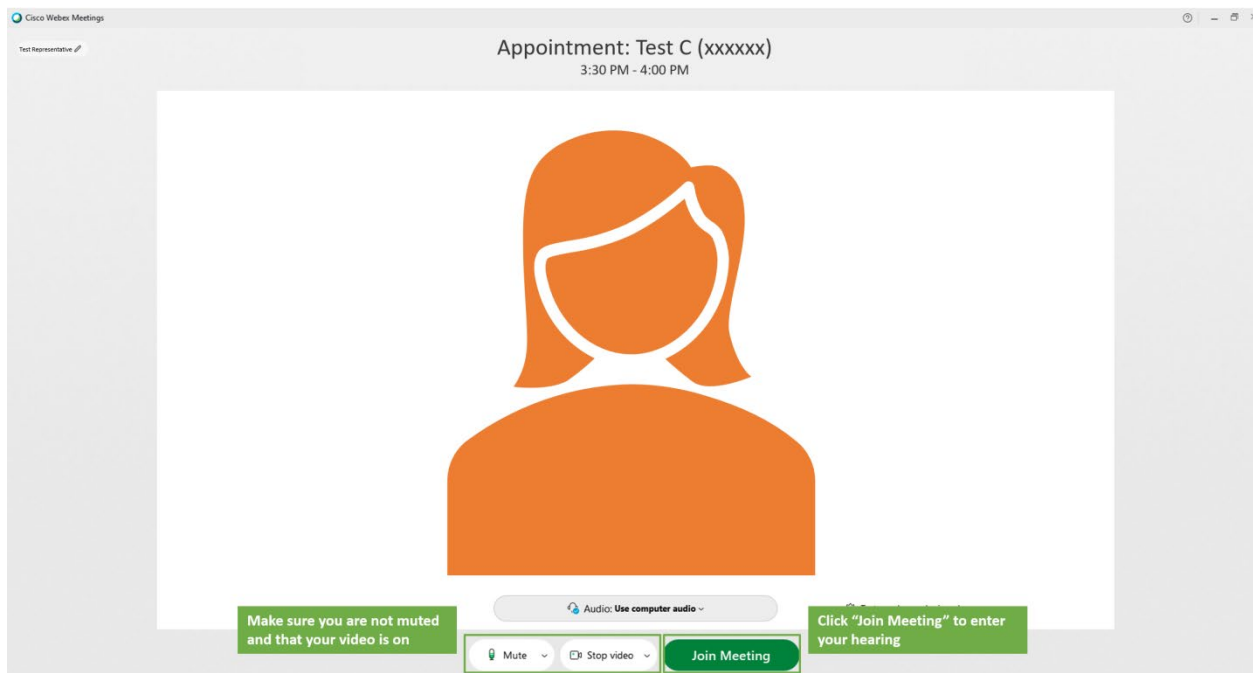 Cisco Webex Meetings
Test Representative
Appointment: Test C (xxxxxx)
3:30 PM - 4:00 PM
Audio: Use computer audio
Make sure you are not muted
and that your video is on
Click “Join Meeting” to enter
your hearing
Mute
Stop video
Join Meeting